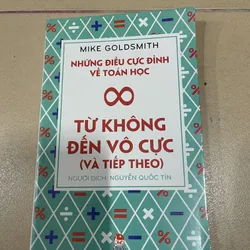 MIKE GOLDSMITH
NHỮNG ĐIỀU CỰC ĐỈNH
VỀ TOÁN HỌC
∞
TỪ KHÔNG
ĐẾN VÔ CỰC
(VÀ TIẾP THEO)
NGƯỜI DỊCH: NGUYỄN QUỐC TÍN